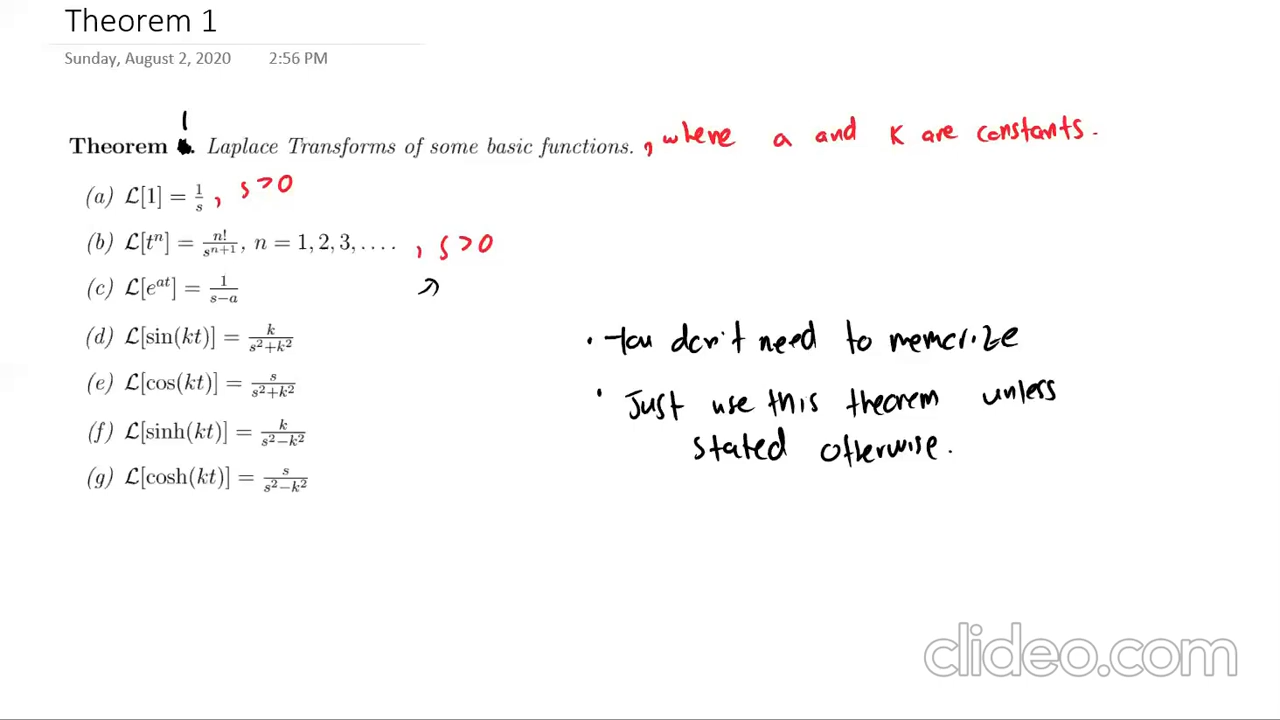 Theorem 1
Sunday, August 2, 2020 2:56 PM
Theorem 1. Laplace Transforms of some basic functions. , where a and k are constants.
(a) ℒ[1] = 1/s , s > 0
(b) ℒ[tⁿ] = n!/sⁿ⁺¹, n = 1, 2, 3, . . . . , s > 0
(c) ℒ[eᵃᵗ] = 1/(s−a)
(d) ℒ[sin(kt)] = k/(s²+k²)
• You don't need to memorize
(e) ℒ[cos(kt)] = s/(s²+k²)
• Just use this theorem unless
(f) ℒ[sinh(kt)] = k/(s²−k²)
stated otherwise.
(g) ℒ[cosh(kt)] = s/(s²−k²)
clideo.com